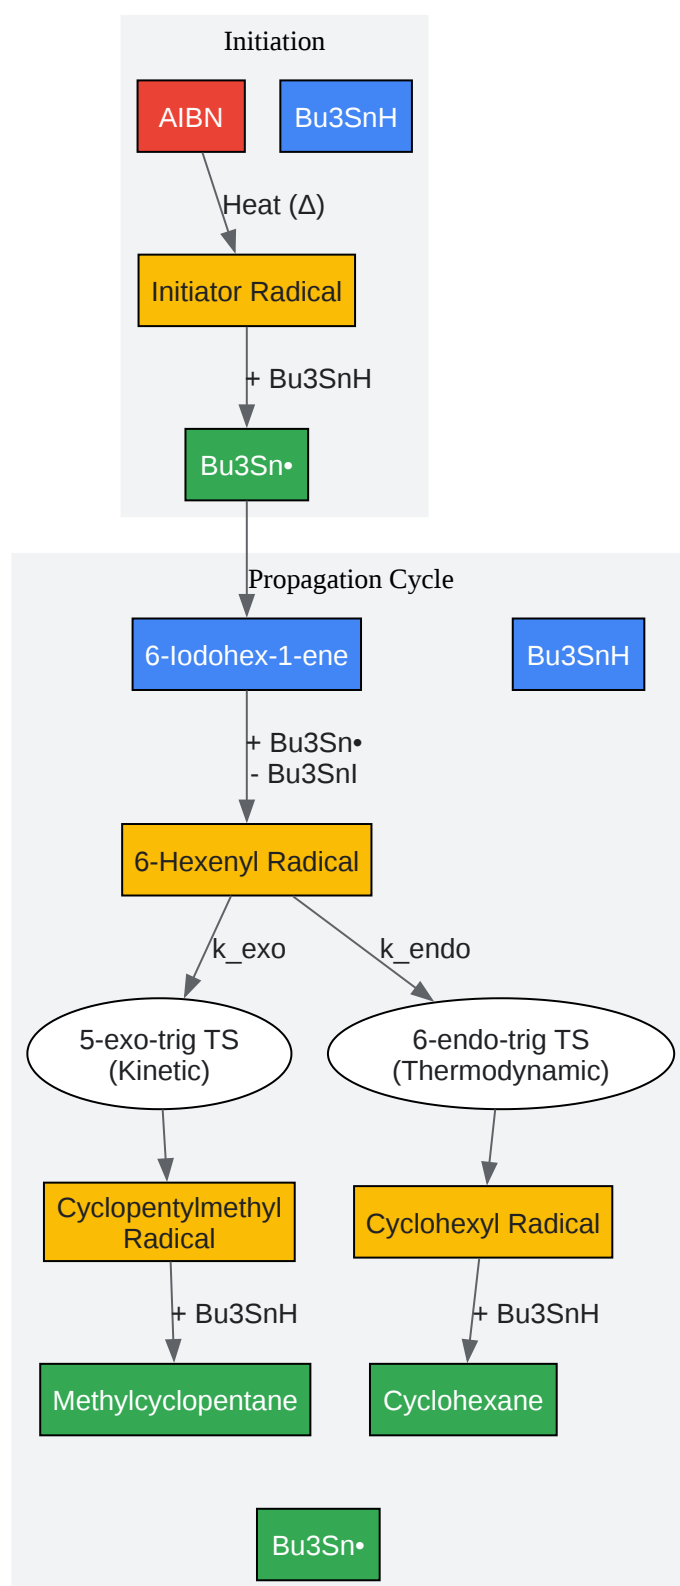 Initiation
AIBN
Bu3SnH
Heat (Δ)
Initiator Radical
+ Bu3SnH
Bu3Sn•
Propagation Cycle
6-Iodohex-1-ene
Bu3SnH
+ Bu3Sn•
- Bu3SnI
6-Hexenyl Radical
k_exo
k_endo
5-exo-trig TS
(Kinetic)
6-endo-trig TS
(Thermodynamic)
Cyclopentylmethyl
Radical
Cyclohexyl Radical
+ Bu3SnH
+ Bu3SnH
Methylcyclopentane
Cyclohexane
Bu3Sn•